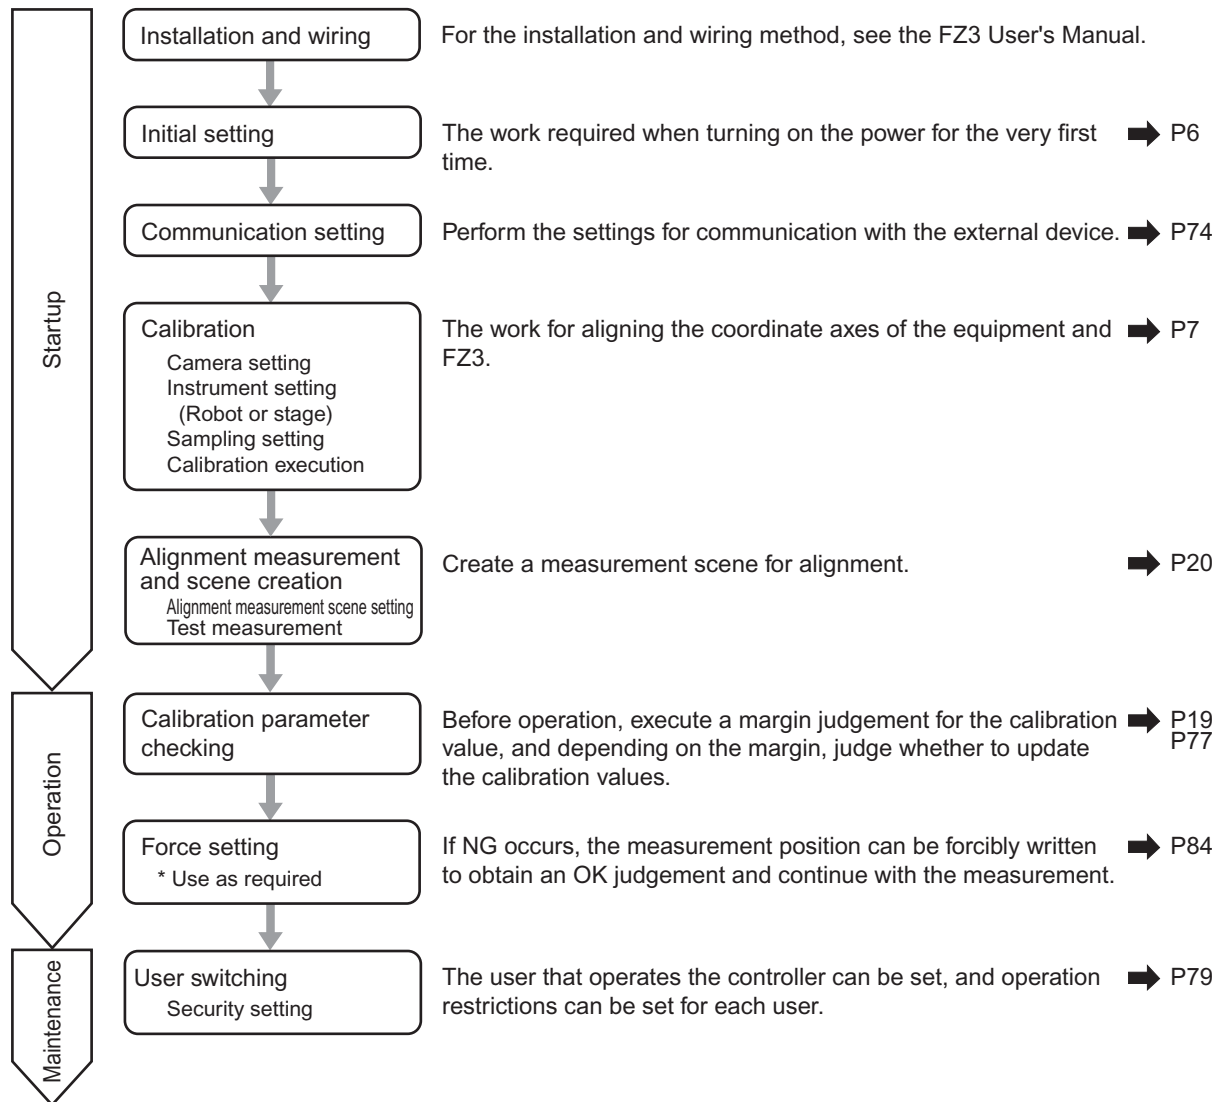 Startup
Installation and wiring
For the installation and wiring method, see the FZ3 User's Manual.
Initial setting
The work required when turning on the power for the very first
time.
P6
Communication setting
Perform the settings for communication with the external device.
P74
Calibration
Camera setting
Instrument setting
(Robot or stage)
Sampling setting
Calibration execution
The work for aligning the coordinate axes of the equipment and
FZ3.
P7
Alignment measurement
and scene creation
Alignment measurement scene setting
Test measurement
Create a measurement scene for alignment.
P20
Operation
Calibration parameter
checking
Before operation, execute a margin judgement for the calibration
value, and depending on the margin, judge whether to update
the calibration values.
P19
P77
Force setting
* Use as required
If NG occurs, the measurement position can be forcibly written
to obtain an OK judgement and continue with the measurement.
P84
Maintenance
User switching
Security setting
The user that operates the controller can be set, and operation
restrictions can be set for each user.
P79